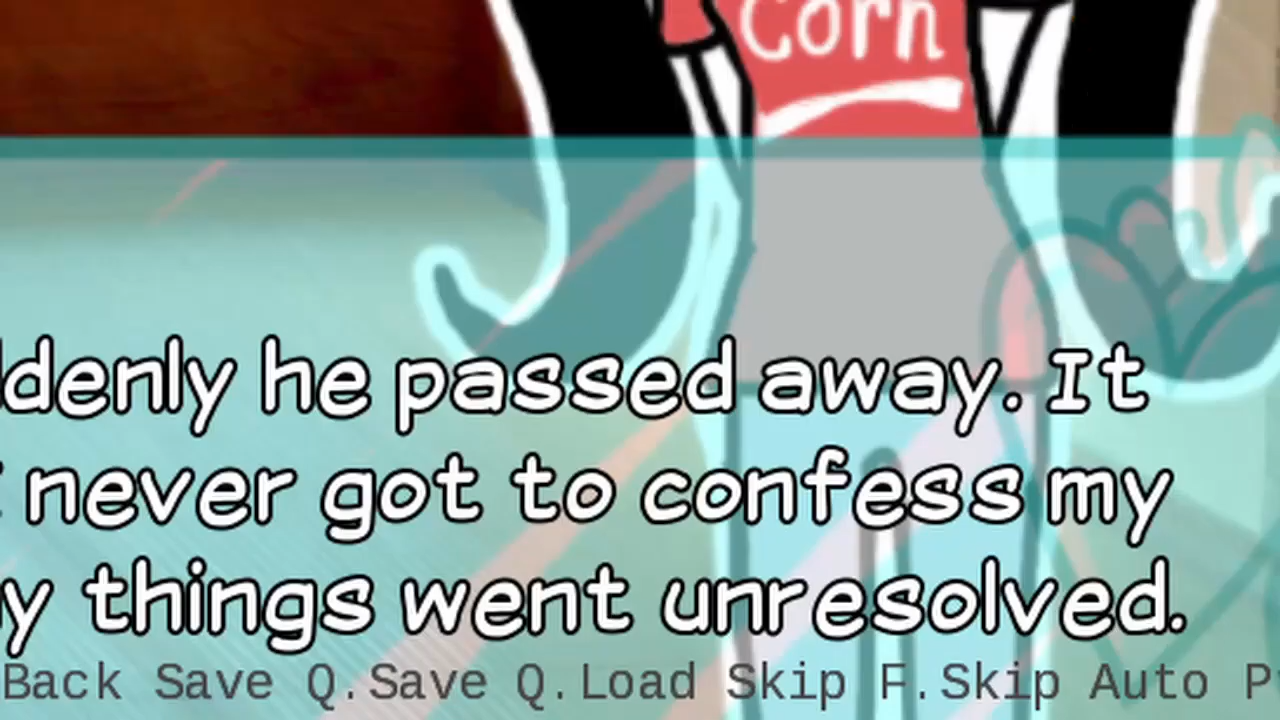 Corn
ddenly he passed away. It
never got to confess my
y things went unresolved.
Back Save Q.Save Q.Load Skip F.Skip Auto P